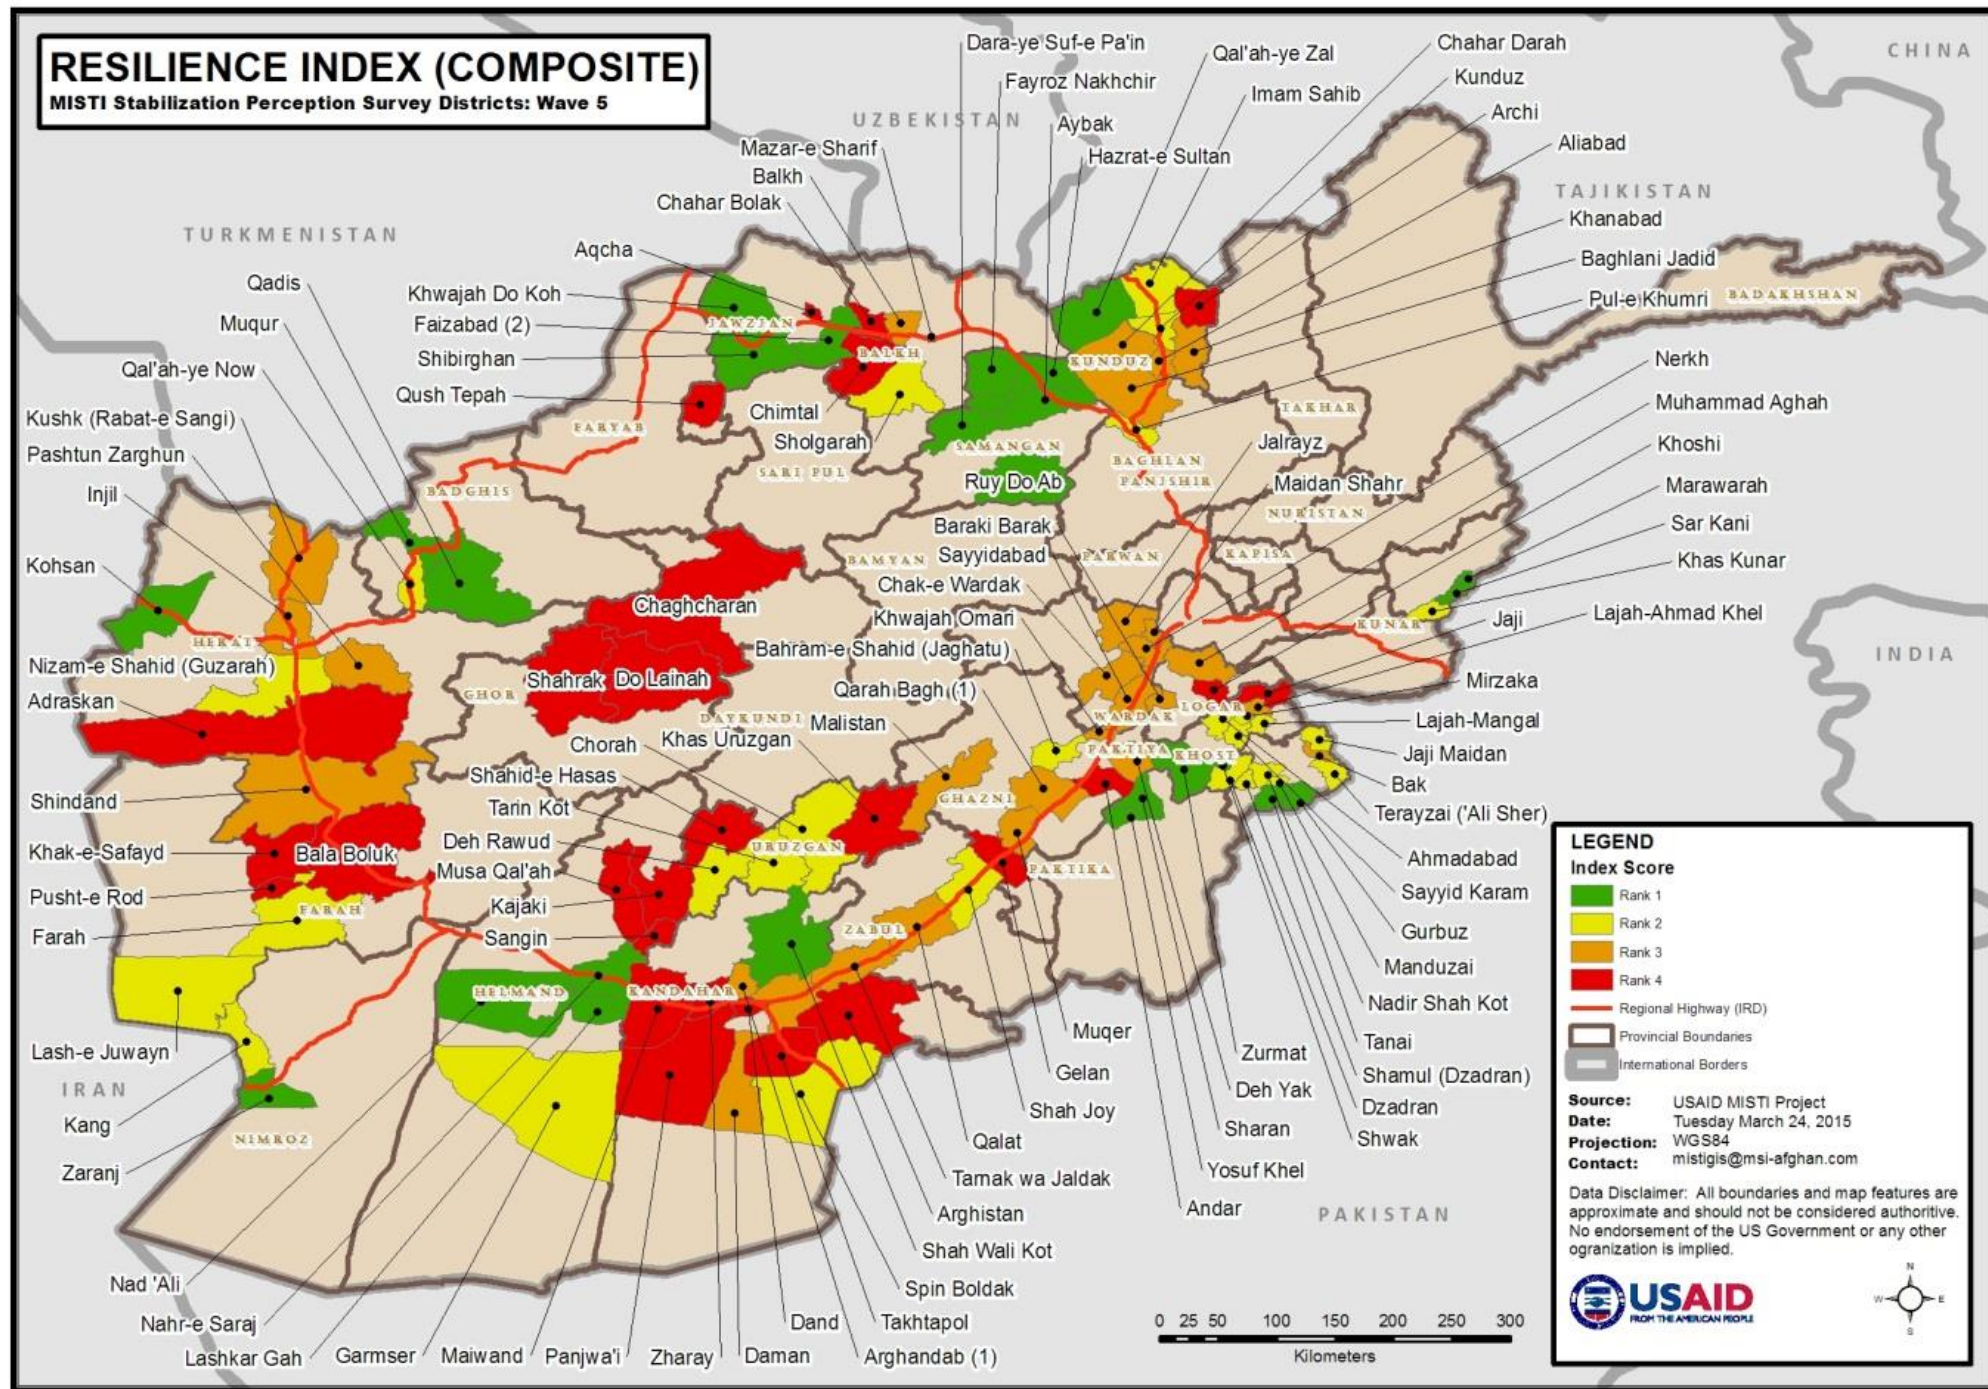 RESILIENCE INDEX (COMPOSITE)
MISTI Stabilization Perception Survey Districts: Wave 5
CHINA
UZBEKISTAN
TAJIKISTAN
TURKMENISTAN
INDIA
IRAN
PAKISTAN
Dara-ye Suf-e Pa'in
Fayroz Nakhchir
Aybak
Hazrat-e Sultan
Qal'ah-ye Zal
Imam Sahib
Chahar Darah
Kunduz
Archi
Aliabad
Khanabad
Baghlani Jadid
Pul-e Khumri
Nerkh
Muhammad Aghah
Khoshi
Marawarah
Sar Kani
Khas Kunar
Lajah-Ahmad Khel
Jaji
Mirzaka
Lajah-Mangal
Jaji Maidan
Bak
Terayzai ('Ali Sher)
Ahmadabad
Sayyid Karam
Gurbuz
Manduzai
Nadir Shah Kot
Tanai
Shamul (Dzadran)
Dzadran
Shwak
Zurmat
Deh Yak
Sharan
Yosuf Khel
Andar
Muqer
Gelan
Shah Joy
Qalat
Tarnak wa Jaldak
Arghistan
Shah Wali Kot
Spin Boldak
Takhtapol
Arghandab (1)
Dand
Daman
Zharay
Panjwa'i
Maiwand
Garmser
Lashkar Gah
Nahr-e Saraj
Nad 'Ali
Zaranj
Kang
Lash-e Juwayn
Farah
Pusht-e Rod
Khak-e-Safayd
Bala Boluk
Shindand
Adraskan
Nizam-e Shahid (Guzarah)
Kohsan
Injil
Pashtun Zarghun
Kushk (Rabat-e Sangi)
Qal'ah-ye Now
Muqur
Qadis
Mazar-e Sharif
Balkh
Chahar Bolak
Aqcha
Khwajah Do Koh
Faizabad (2)
Shibirghan
Qush Tepah
Chimtal
Sholgarah
Ruy Do Ab
Jalrayz
Maidan Shahr
Baraki Barak
Sayyidabad
Chak-e Wardak
Khwajah Omari
Bahram-e Shahid (Jaghatu)
Qarah Bagh (1)
Malistan
Khas Uruzgan
Chorah
Shahid-e Hasas
Tarin Kot
Deh Rawud
Musa Qal'ah
Kajaki
Sangin
Chaghcharan
Shahrak
Do Lainah
JAWZJAN
BALKH
KUNDUZ
BADAKHSHAN
TAKHAR
FARYAB
SARI PUL
SAMANGAN
BAGHLAN
PANJSHIR
NURISTAN
BADGHIS
BAMYAN
PARWAN
KAPISA
KUNAR
HERAT
GHOR
DAYKUNDI
WARDAK
LOGAR
PAKTIYA
KHOST
GHAZNI
URUZGAN
PAKTIKA
ZABUL
FARAH
HELMAND
KANDAHAR
NIMROZ
0 25 50 100 150 200 250 300
Kilometers
LEGEND
Index Score
Rank 1
Rank 2
Rank 3
Rank 4
Regional Highway (IRD)
Provincial Boundaries
International Borders
Source: USAID MISTI Project
Date: Tuesday March 24, 2015
Projection: WGS84
Contact: mistigis@msi-afghan.com
Data Disclaimer: All boundaries and map features are
approximate and should not be considered authoritive.
No endorsement of the US Government or any other
ogranization is implied.
USAID
FROM THE AMERICAN PEOPLE
N
W E
S